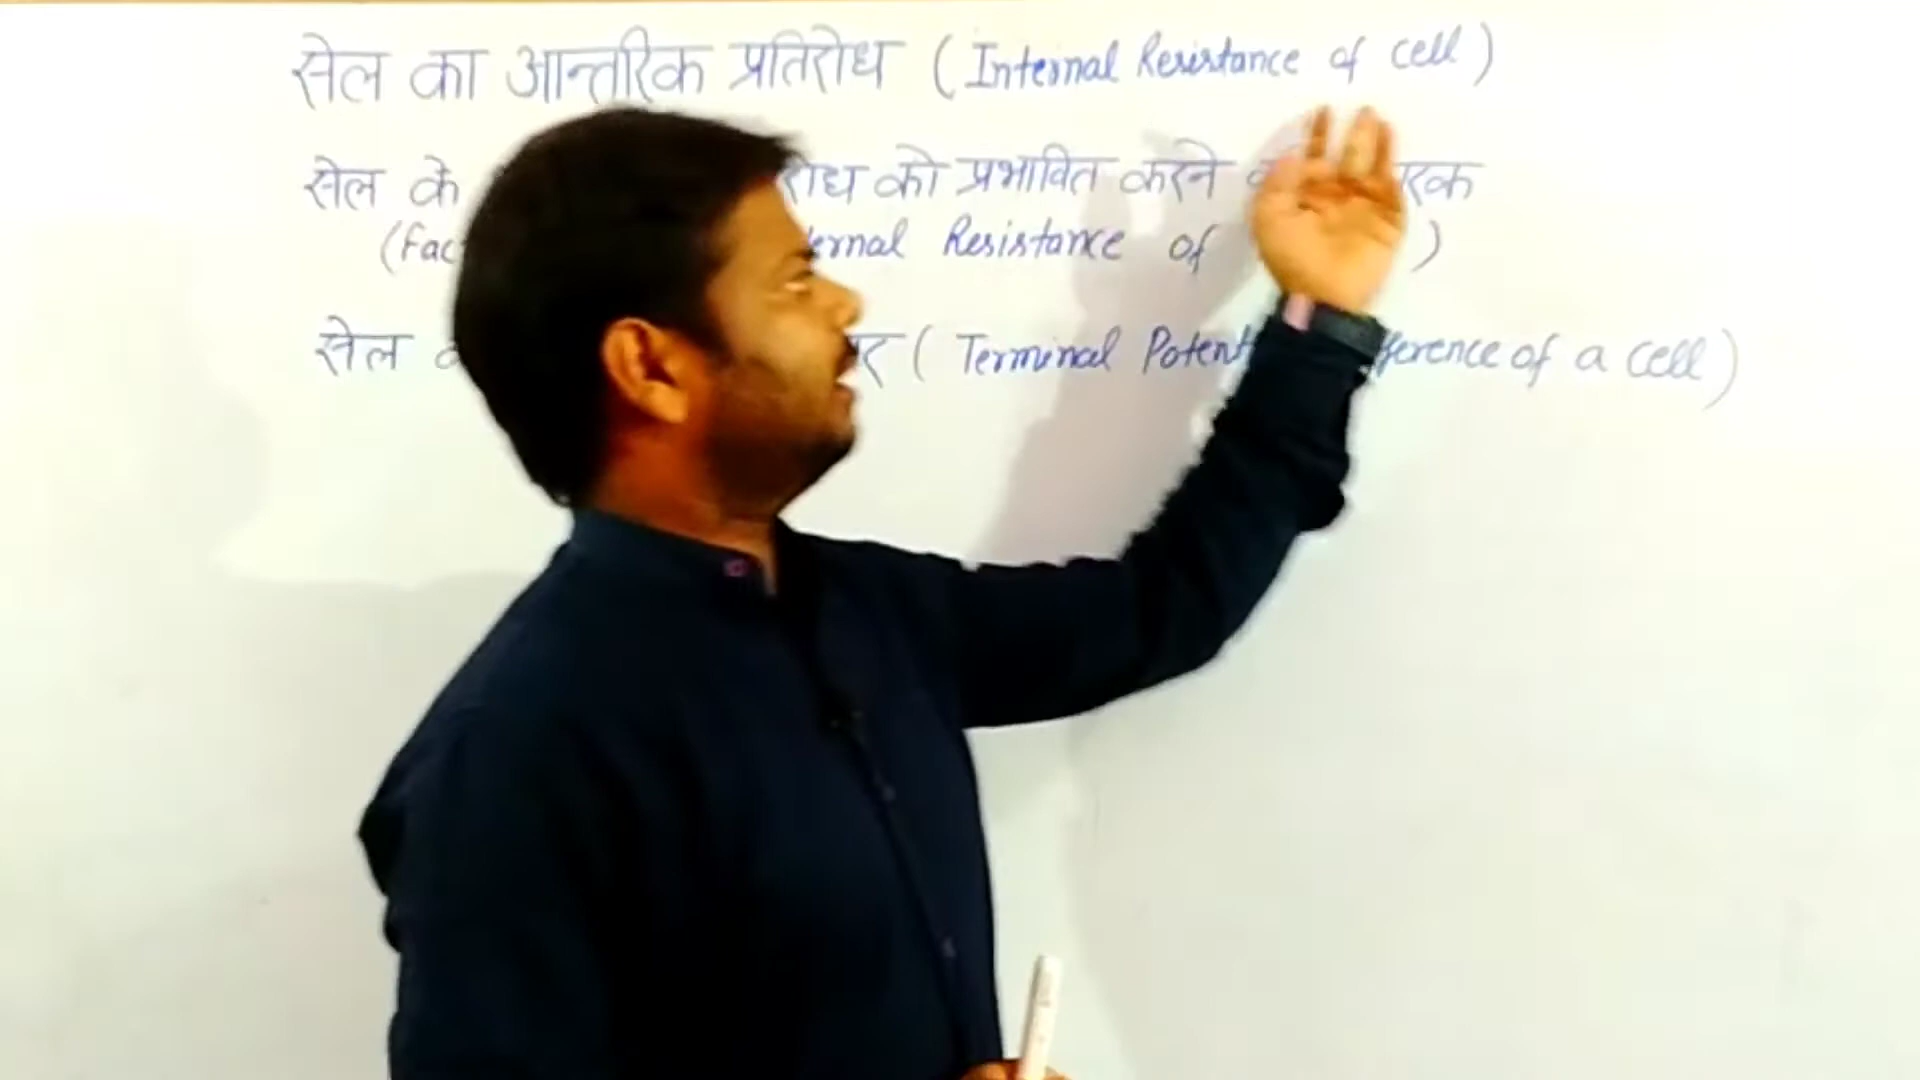 सेल का आन्तरिक प्रतिरोध ( Internal Resistance of cell )
सेल के रोध को प्रभावित करने रक
(Fac ernal Resistance of )
सेल ( Terminal Potent ference of a cell )